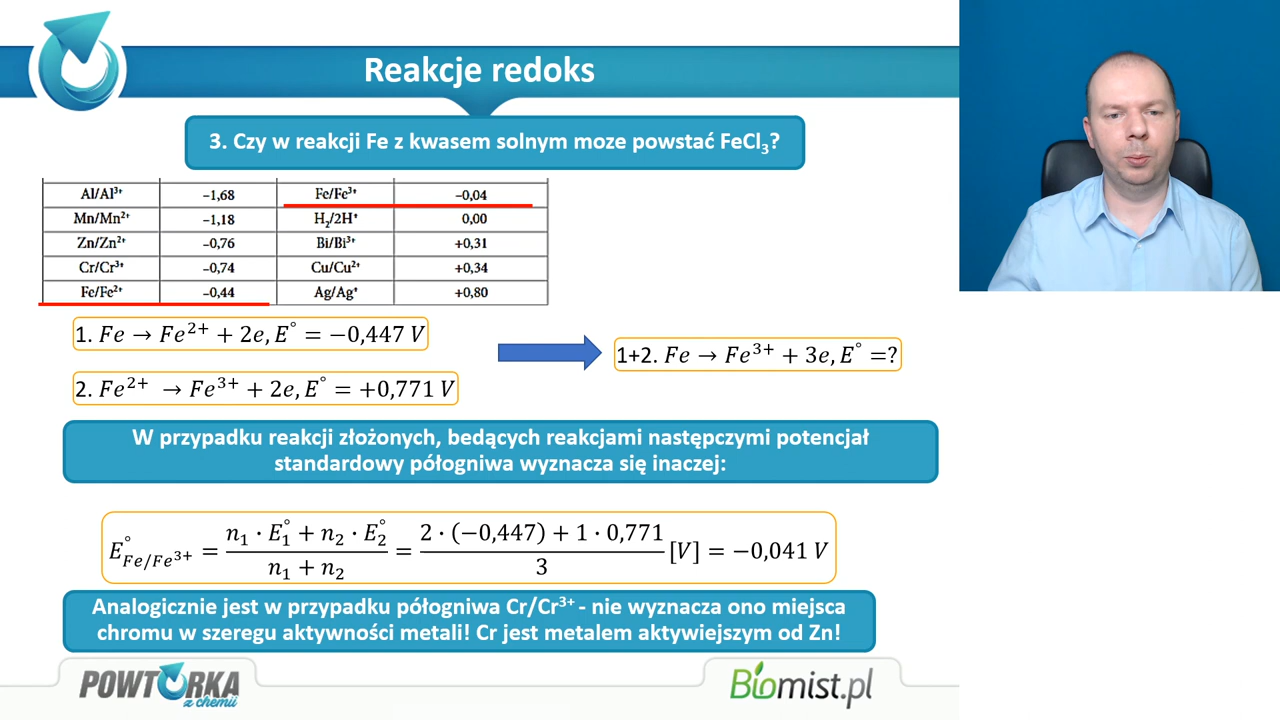 Reakcje redoks
3. Czy w reakcji Fe z kwasem solnym moze powstać FeCl₃?
Al/Al³⁺ −1,68 Fe/Fe³⁺ −0,04
Mn/Mn²⁺ −1,18 H₂/2H⁺ 0,00
Zn/Zn²⁺ −0,76 Bi/Bi³⁺ +0,31
Cr/Cr³⁺ −0,74 Cu/Cu²⁺ +0,34
Fe/Fe²⁺ −0,44 Ag/Ag⁺ +0,80
1. Fe → Fe²⁺ + 2e, E° = −0,447 V
1+2. Fe → Fe³⁺ + 3e, E° =?
2. Fe²⁺ → Fe³⁺ + 2e, E° = +0,771 V
W przypadku reakcji złożonych, bedących reakcjami następczymi potencjał
standardowy półogniwa wyznacza się inaczej:
E°_{Fe/Fe³⁺} = (n₁ · E₁° + n₂ · E₂°)/(n₁ + n₂) = (2 · (−0,447) + 1 · 0,771)/3 [V] = −0,041 V
Analogicznie jest w przypadku półogniwa Cr/Cr³⁺ - nie wyznacza ono miejsca
chromu w szeregu aktywności metali! Cr jest metalem aktywiejszym od Zn!
POWTÓRKA
z chemii
Biomist.pl